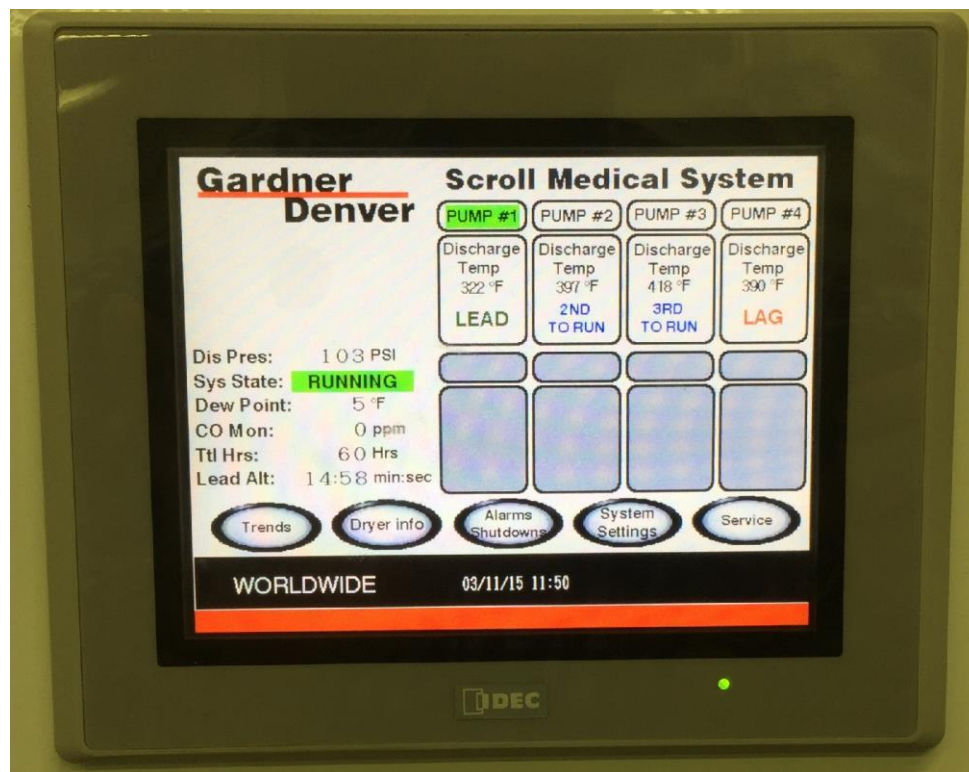 Gardner
Denver
Scroll Medical System
PUMP #1 PUMP #2 PUMP #3 PUMP #4
Discharge Discharge Discharge Discharge
Temp Temp Temp Temp
322 °F 397 °F 418 °F 390 °F
LEAD 2ND TO RUN 3RD TO RUN LAG
Dis Pres: 103 PSI
Sys State: RUNNING
Dew Point: 5 °F
CO Mon: 0 ppm
Ttl Hrs: 60 Hrs
Lead Alt: 14:58 min:sec
Trends Dryer info Alarms Shutdowns System Settings Service
WORLDWIDE 03/11/15 11:50
IDEC